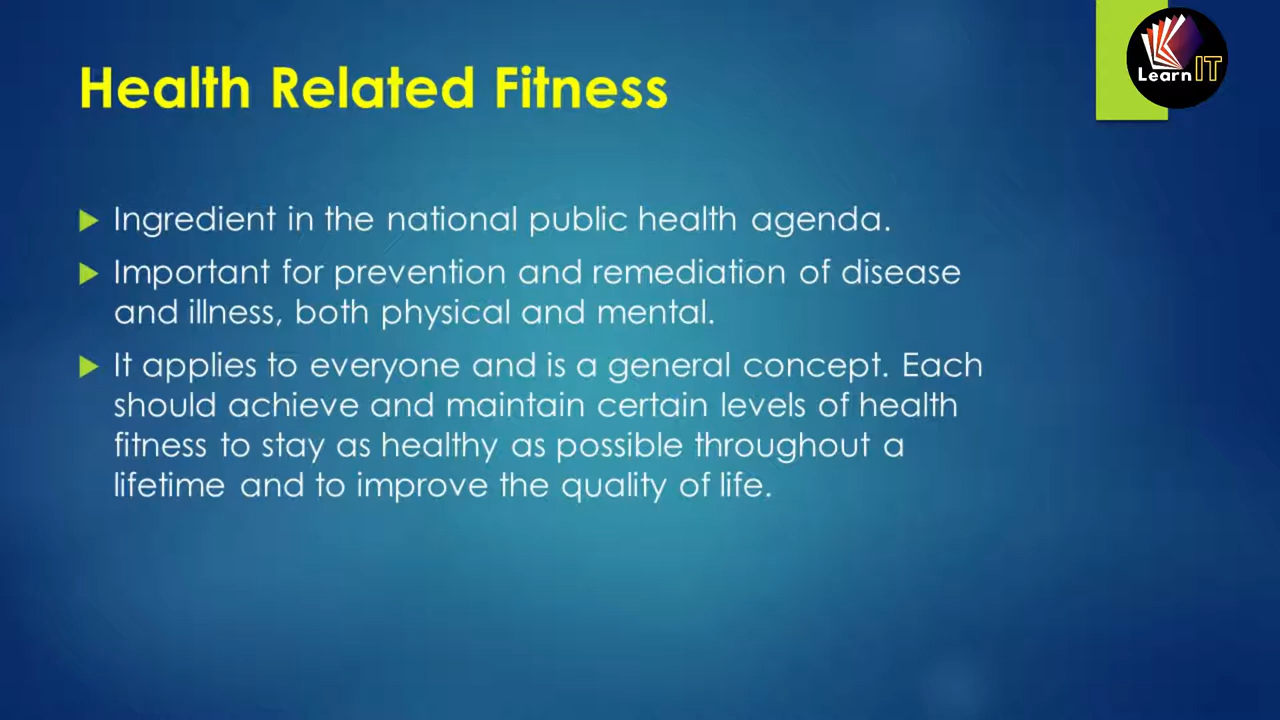 Learn IT
Health Related Fitness
Ingredient in the national public health agenda.
Important for prevention and remediation of disease
and illness, both physical and mental.
It applies to everyone and is a general concept. Each
should achieve and maintain certain levels of health
fitness to stay as healthy as possible throughout a
lifetime and to improve the quality of life.